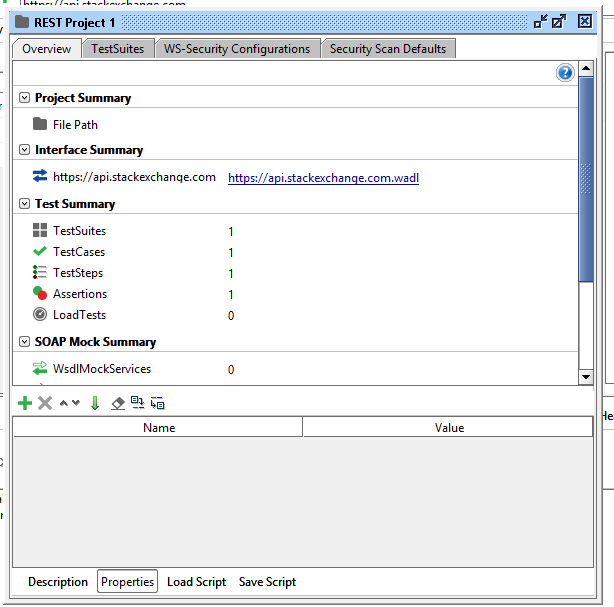 https://api.stackexchange.com
REST Project 1
Overview TestSuites WS-Security Configurations Security Scan Defaults
?
Project Summary
File Path
Interface Summary
https://api.stackexchange.com https://api.stackexchange.com.wadl
Test Summary
TestSuites 1
TestCases 1
TestSteps 1
Assertions 1
LoadTests 0
SOAP Mock Summary
WsdlMockServices 0
Name Value
Description Properties Load Script Save Script